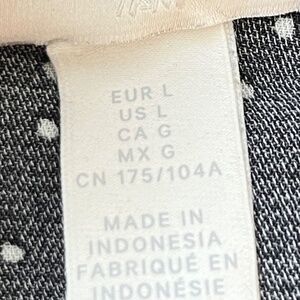 EUR L
US L
CA G
MX G
CN 175/104A
MADE IN
INDONESIA
FABRIQUÉ EN
INDONÉSIE